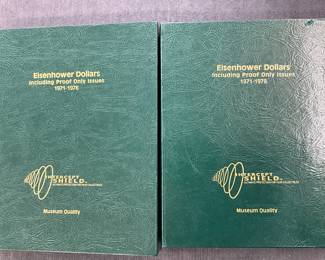 Eisenhower Dollars
Including Proof Only Issues
1971-1978
INTERCEPT
SHIELD
Museum Quality
Eisenhower Dollars
Including Proof Only Issues
1971-1978
INTERCEPT
SHIELD
Museum Quality